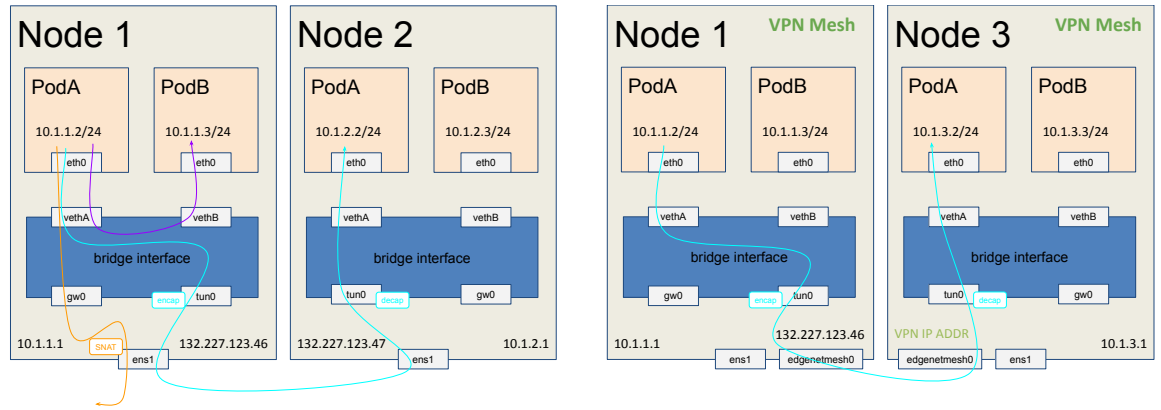 Node 1
PodA
10.1.1.2/24
eth0
PodB
10.1.1.3/24
eth0
vethA
vethB
bridge interface
gw0
encap
tun0
10.1.1.1
SNAT
132.227.123.46
ens1
Node 2
PodA
10.1.2.2/24
eth0
PodB
10.1.2.3/24
eth0
vethA
vethB
bridge interface
tun0
decap
gw0
132.227.123.47
10.1.2.1
ens1
Node 1
VPN Mesh
PodA
10.1.1.2/24
eth0
PodB
10.1.1.3/24
eth0
vethA
vethB
bridge interface
gw0
encap
tun0
10.1.1.1
132.227.123.46
ens1
edgenetmesh0
Node 3
VPN Mesh
PodA
10.1.3.2/24
eth0
PodB
10.1.3.3/24
eth0
vethA
vethB
bridge interface
tun0
decap
gw0
VPN IP ADDR
10.1.3.1
edgenetmesh0
ens1